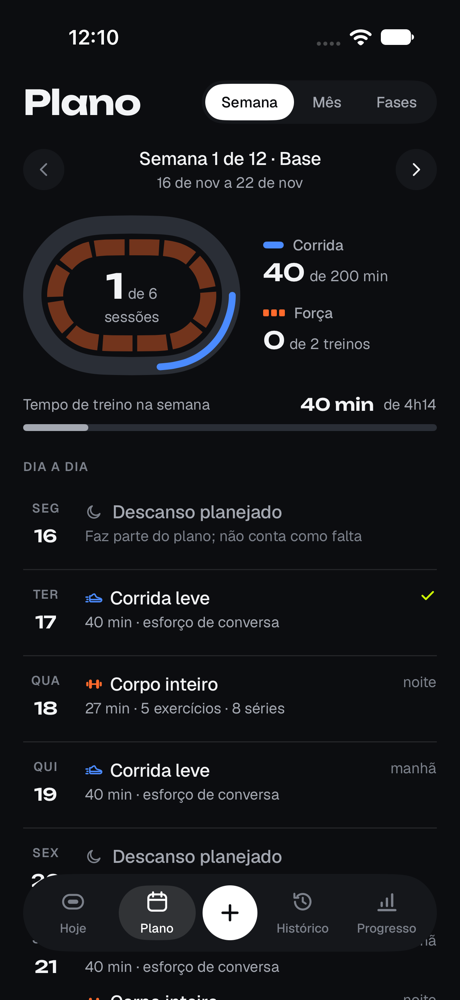 12:10
Plano
Semana
Mês
Fases
Semana 1 de 12 · Base
16 de nov a 22 de nov
1 de 6
sessões
Corrida
40 de 200 min
Força
0 de 2 treinos
Tempo de treino na semana
40 min de 4h14
DIA A DIA
SEG
16
Descanso planejado
Faz parte do plano; não conta como falta
TER
17
Corrida leve
40 min · esforço de conversa
QUA
18
Corpo inteiro
noite
27 min · 5 exercícios · 8 séries
QUI
19
Corrida leve
manhã
40 min · esforço de conversa
SEX
Descanso planejado
Hoje
Plano
Histórico
Progresso
21
40 min · esforço de conversa
Corpo inteiro